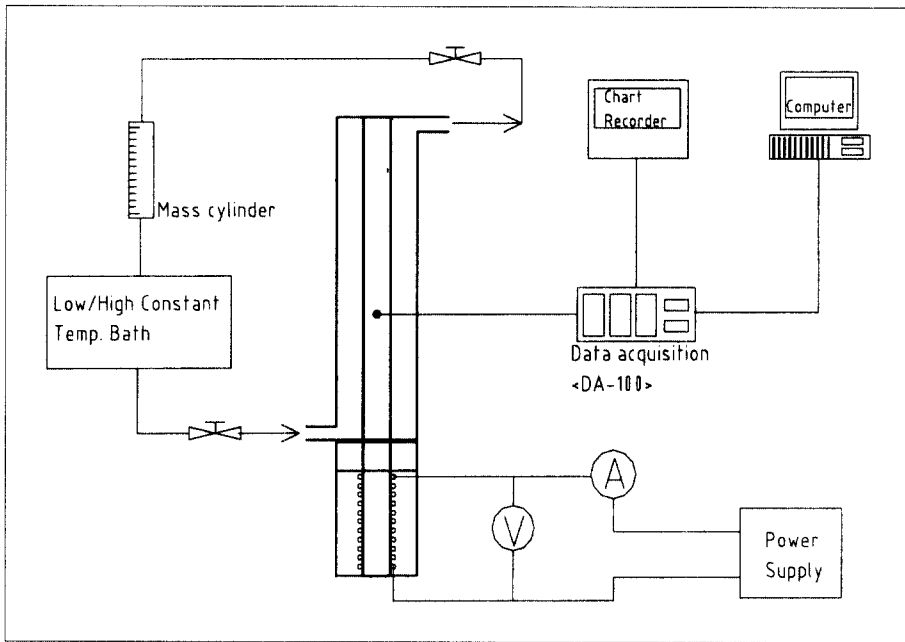 Chart
Recorder
Computer
Mass cylinder
Low/High Constant
Temp. Bath
Data acquisition
<DA-100>
A
V
Power
Supply